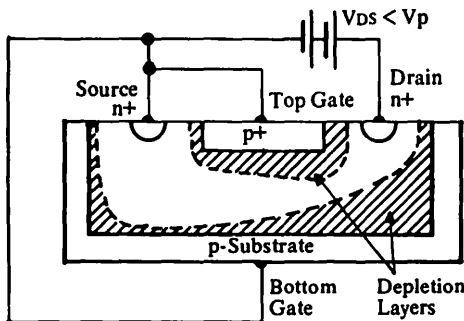 VDS < Vp
Source
n+
Top Gate
Drain
n+
p+
p-Substrate
Bottom
Gate
Depletion
Layers